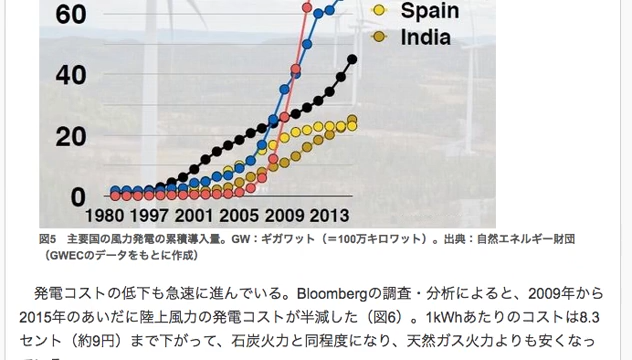 60
Spain
India
40
20
0
1980 1997 2001 2005 2009 2013
図5 主要国の風力発電の累積導入量。GW：ギガワット（＝100万キロワット）。出典：自然エネルギー財団
（GWECのデータをもとに作成）
発電コストの低下も急速に進んでいる。Bloombergの調査・分析によると、2009年から
2015年のあいだに陸上風力の発電コストが半減した（図6）。1kWhあたりのコストは8.3
セント（約9円）まで下がって、石炭火力と同程度になり、天然ガス火力よりも安くなっ